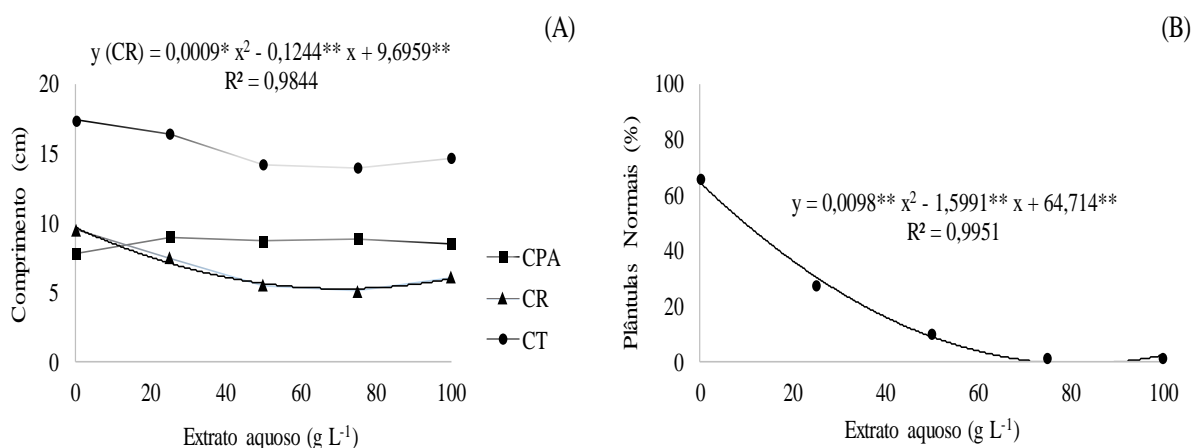 (A)
y (CR) = 0,0009* x² - 0,1244** x + 9,6959**
R² = 0,9844
20
15
10
5
0
Comprimento (cm)
0 20 40 60 80 100
Extrato aquoso (g L⁻¹)
CPA
CR
CT
(B)
100
80
60
40
20
0
Plântulas Normais (%)
y = 0,0098** x² - 1,5991** x + 64,714**
R² = 0,9951
0 20 40 60 80 100
Extrato aquoso (g L⁻¹)